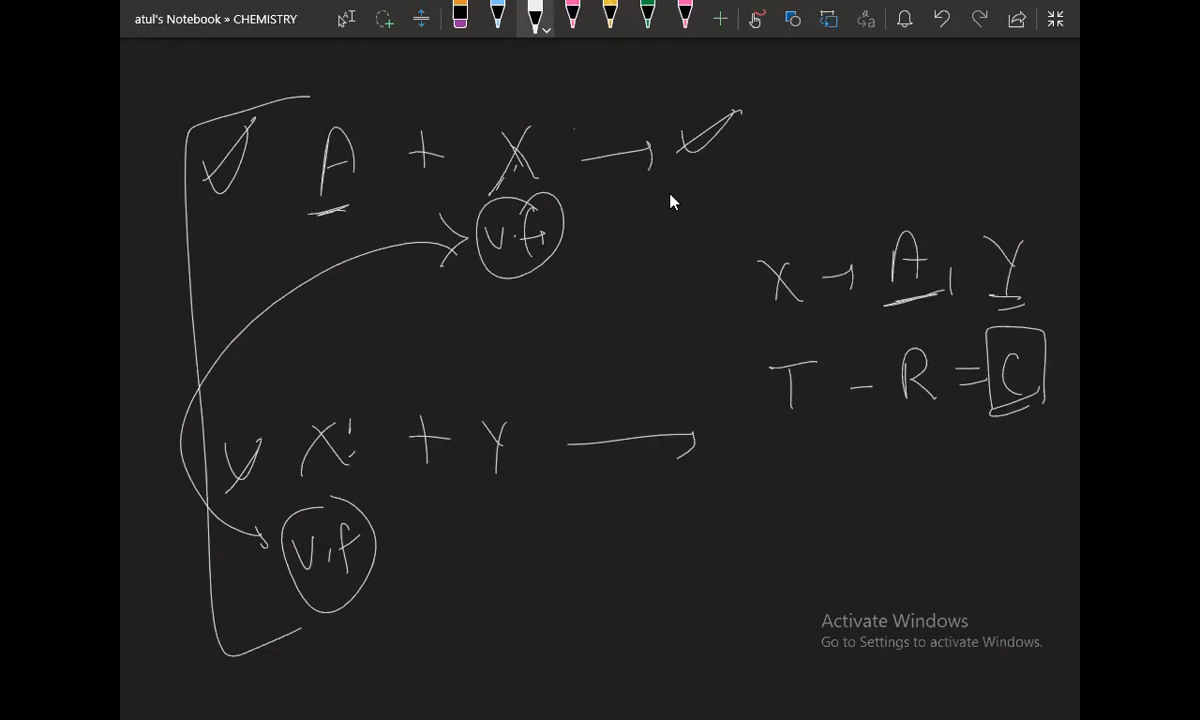 atul's Notebook » CHEMISTRY
A + X →
v.f
X → A, Y
T - R = C
X + Y →
v.f
Activate Windows
Go to Settings to activate Windows.